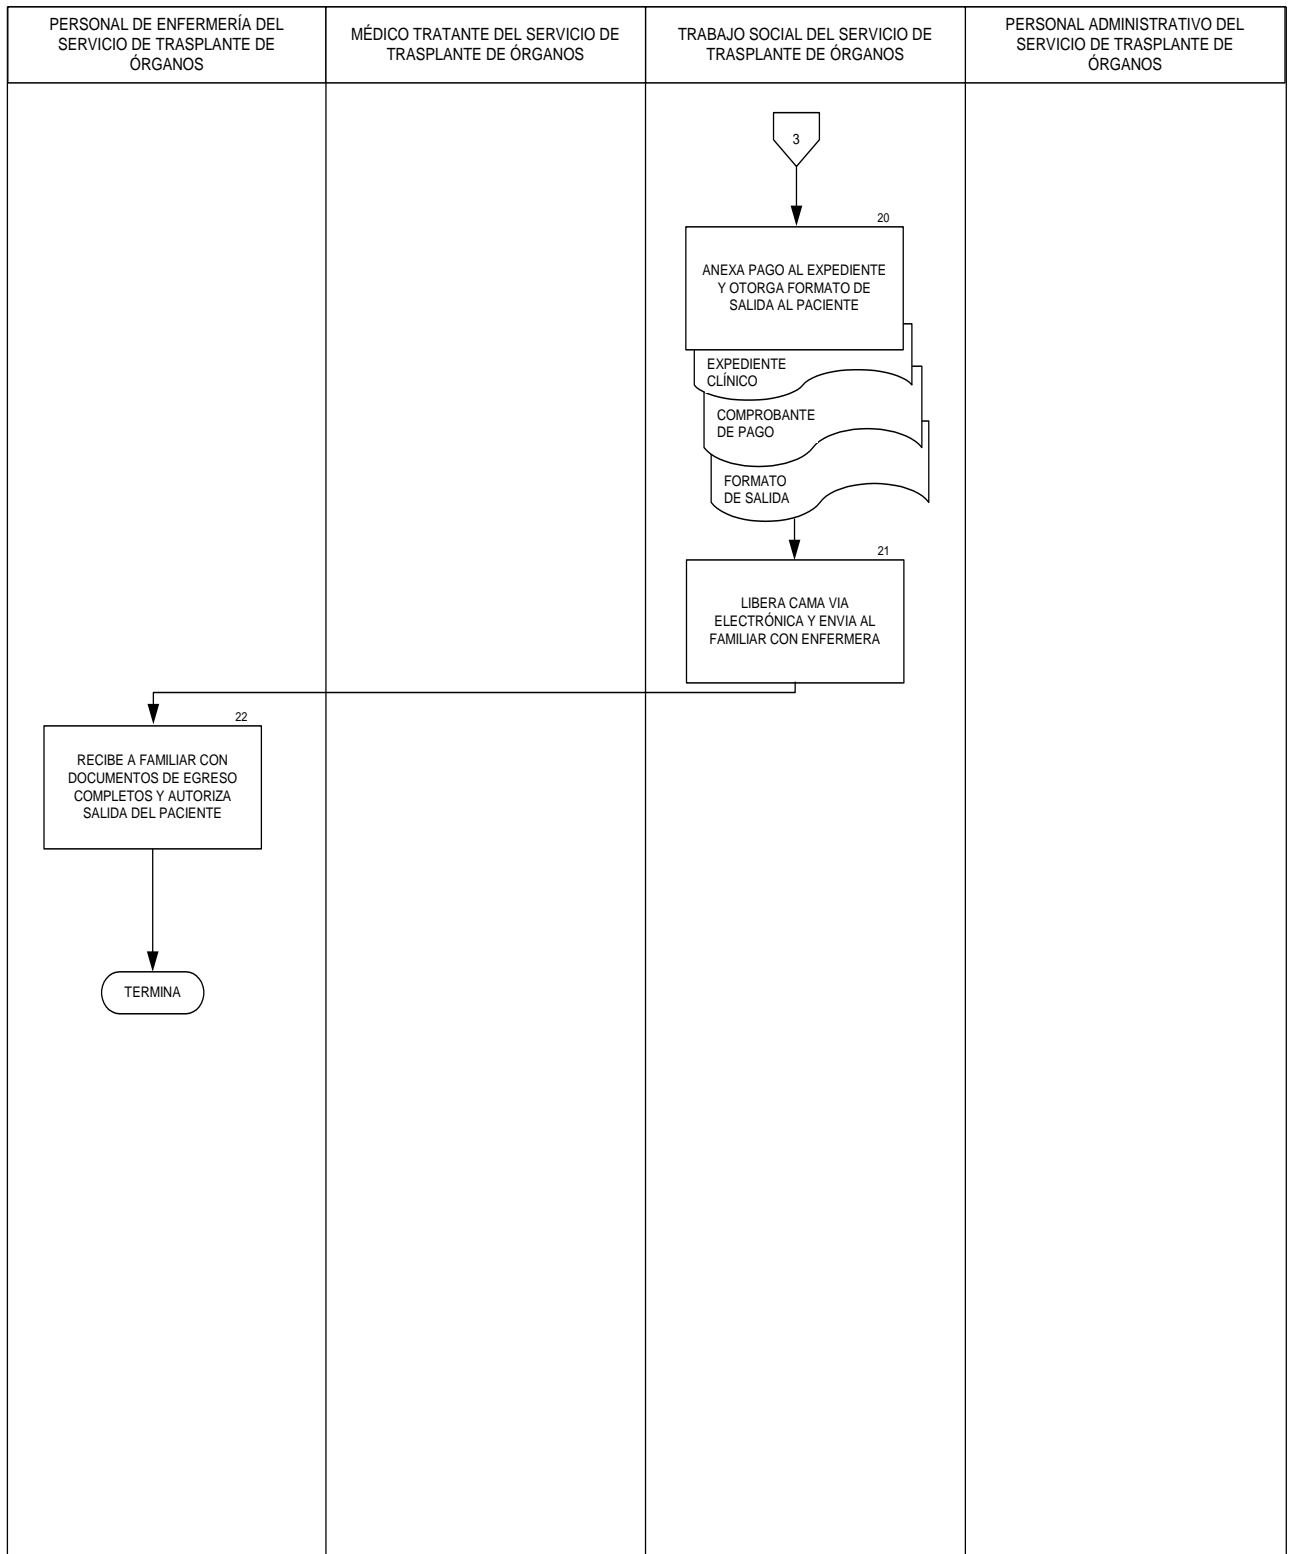 PERSONAL DE ENFERMERÍA DEL
SERVICIO DE TRASPLANTE DE
ÓRGANOS
MÉDICO TRATANTE DEL SERVICIO DE
TRASPLANTE DE ÓRGANOS
TRABAJO SOCIAL DEL SERVICIO DE
TRASPLANTE DE ÓRGANOS
PERSONAL ADMINISTRATIVO DEL
SERVICIO DE TRASPLANTE DE
ÓRGANOS
3
20
ANEXA PAGO AL EXPEDIENTE
Y OTORGA FORMATO DE
SALIDA AL PACIENTE
EXPEDIENTE
CLÍNICO
COMPROBANTE
DE PAGO
FORMATO
DE SALIDA
21
LIBERA CAMA VIA
ELECTRÓNICA Y ENVIA AL
FAMILIAR CON ENFERMERA
22
RECIBE A FAMILIAR CON
DOCUMENTOS DE EGRESO
COMPLETOS Y AUTORIZA
SALIDA DEL PACIENTE
TERMINA